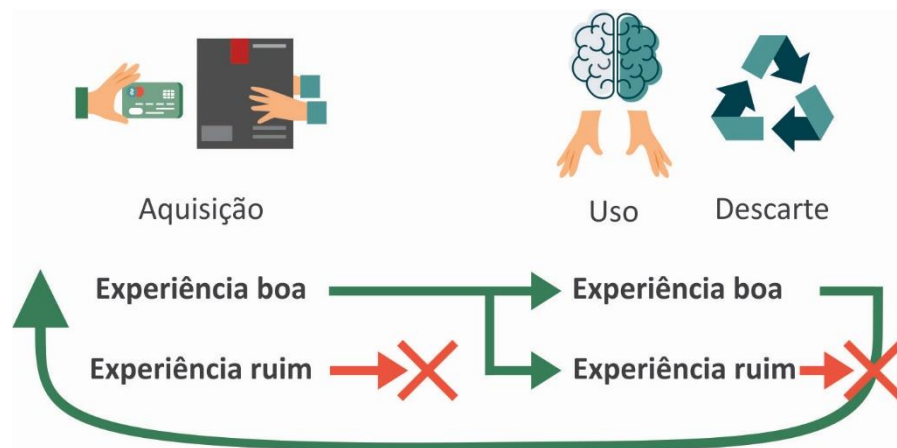 Aquisição
Uso
Descarte
Experiência boa
Experiência boa
Experiência ruim
Experiência ruim